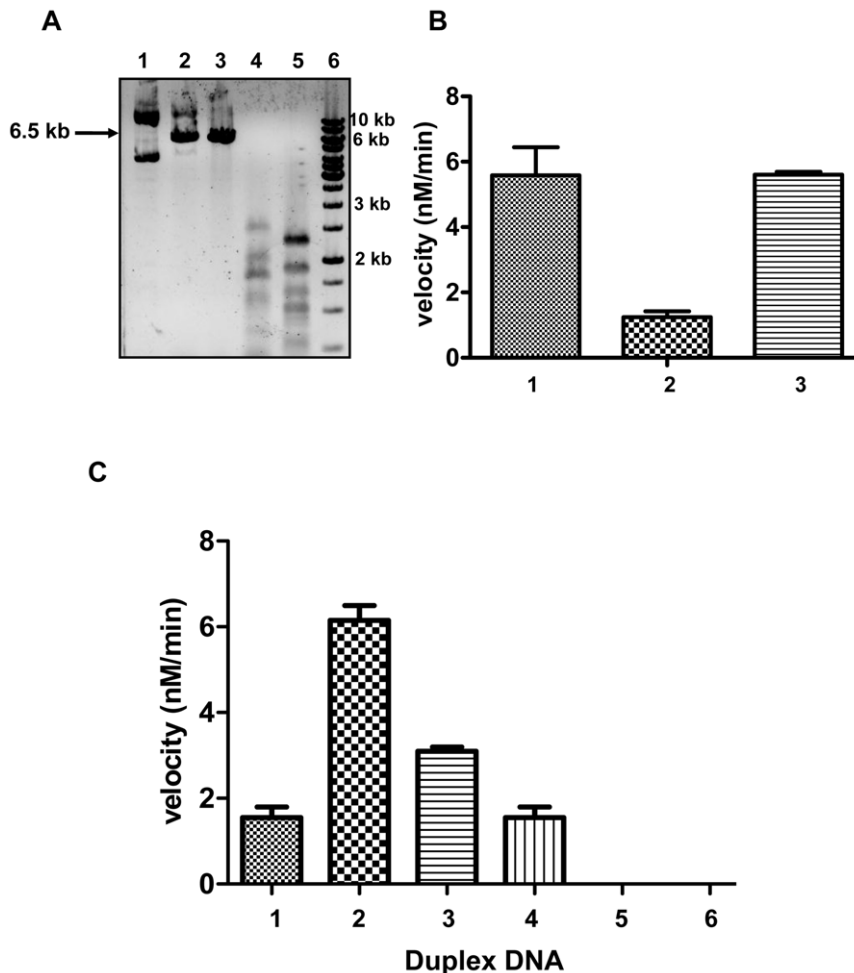 A
1 2 3 4 5 6
6.5 kb
10 kb
6 kb
3 kb
2 kb
B
velocity (nM/min)
8
6
4
2
0
1 2 3
C
velocity (nM/min)
8
6
4
2
0
1 2 3 4 5 6
Duplex DNA